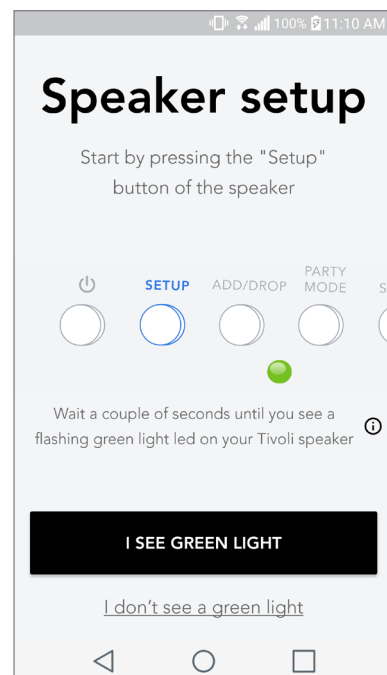 100% 11:10 AM
Speaker setup
Start by pressing the "Setup"
button of the speaker
SETUP ADD/DROP PARTY MODE S
Wait a couple of seconds until you see a
flashing green light led on your Tivoli speaker
I SEE GREEN LIGHT
I don't see a green light